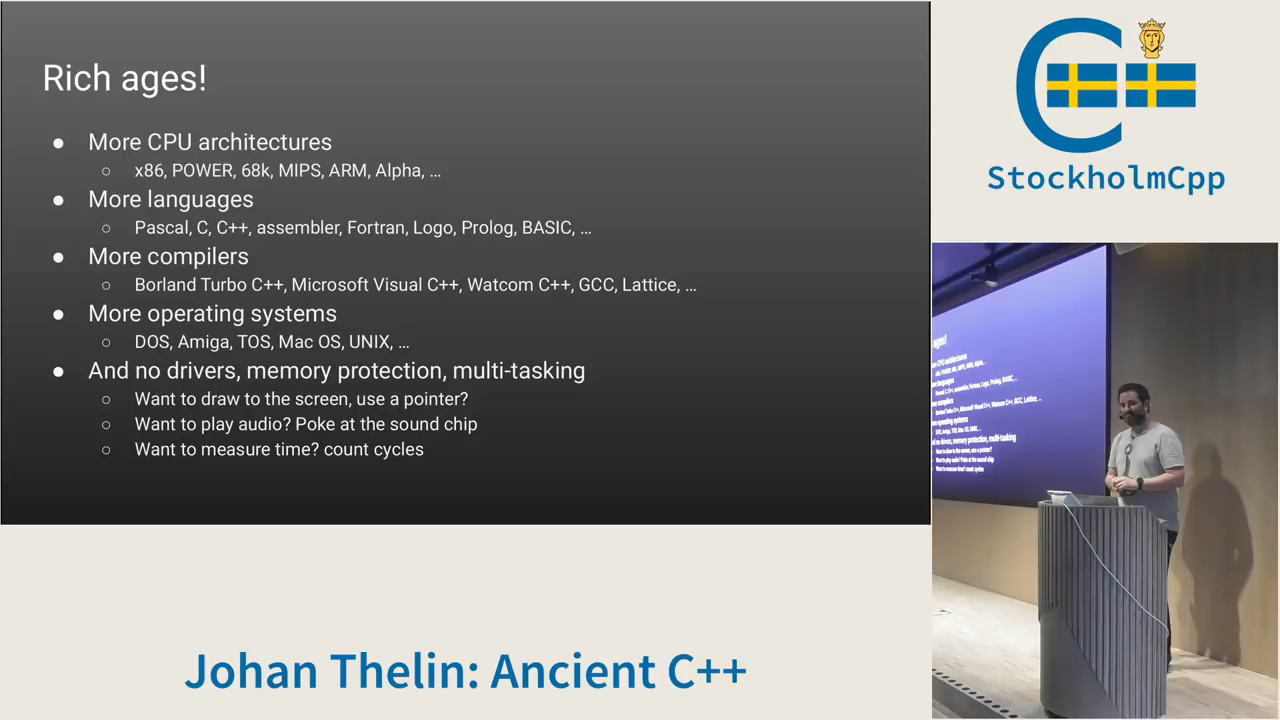 Rich ages!
● More CPU architectures
○ x86, POWER, 68k, MIPS, ARM, Alpha, …
● More languages
○ Pascal, C, C++, assembler, Fortran, Logo, Prolog, BASIC, …
● More compilers
○ Borland Turbo C++, Microsoft Visual C++, Watcom C++, GCC, Lattice, …
● More operating systems
○ DOS, Amiga, TOS, Mac OS, UNIX, …
● And no drivers, memory protection, multi-tasking
○ Want to draw to the screen, use a pointer?
○ Want to play audio? Poke at the sound chip
○ Want to measure time? count cycles
C++
StockholmCpp
Johan Thelin: Ancient C++